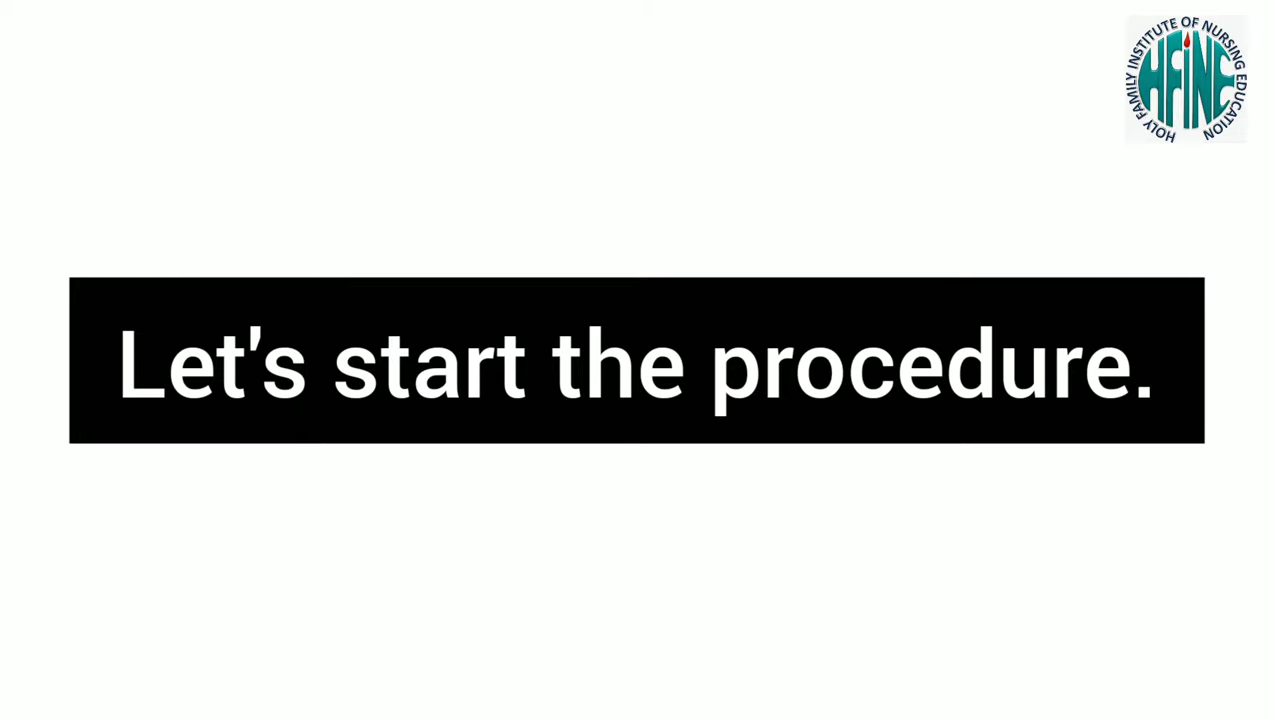 HOLY FAMILY INSTITUTE OF NURSING EDUCATION
HFINE
Let's start the procedure.